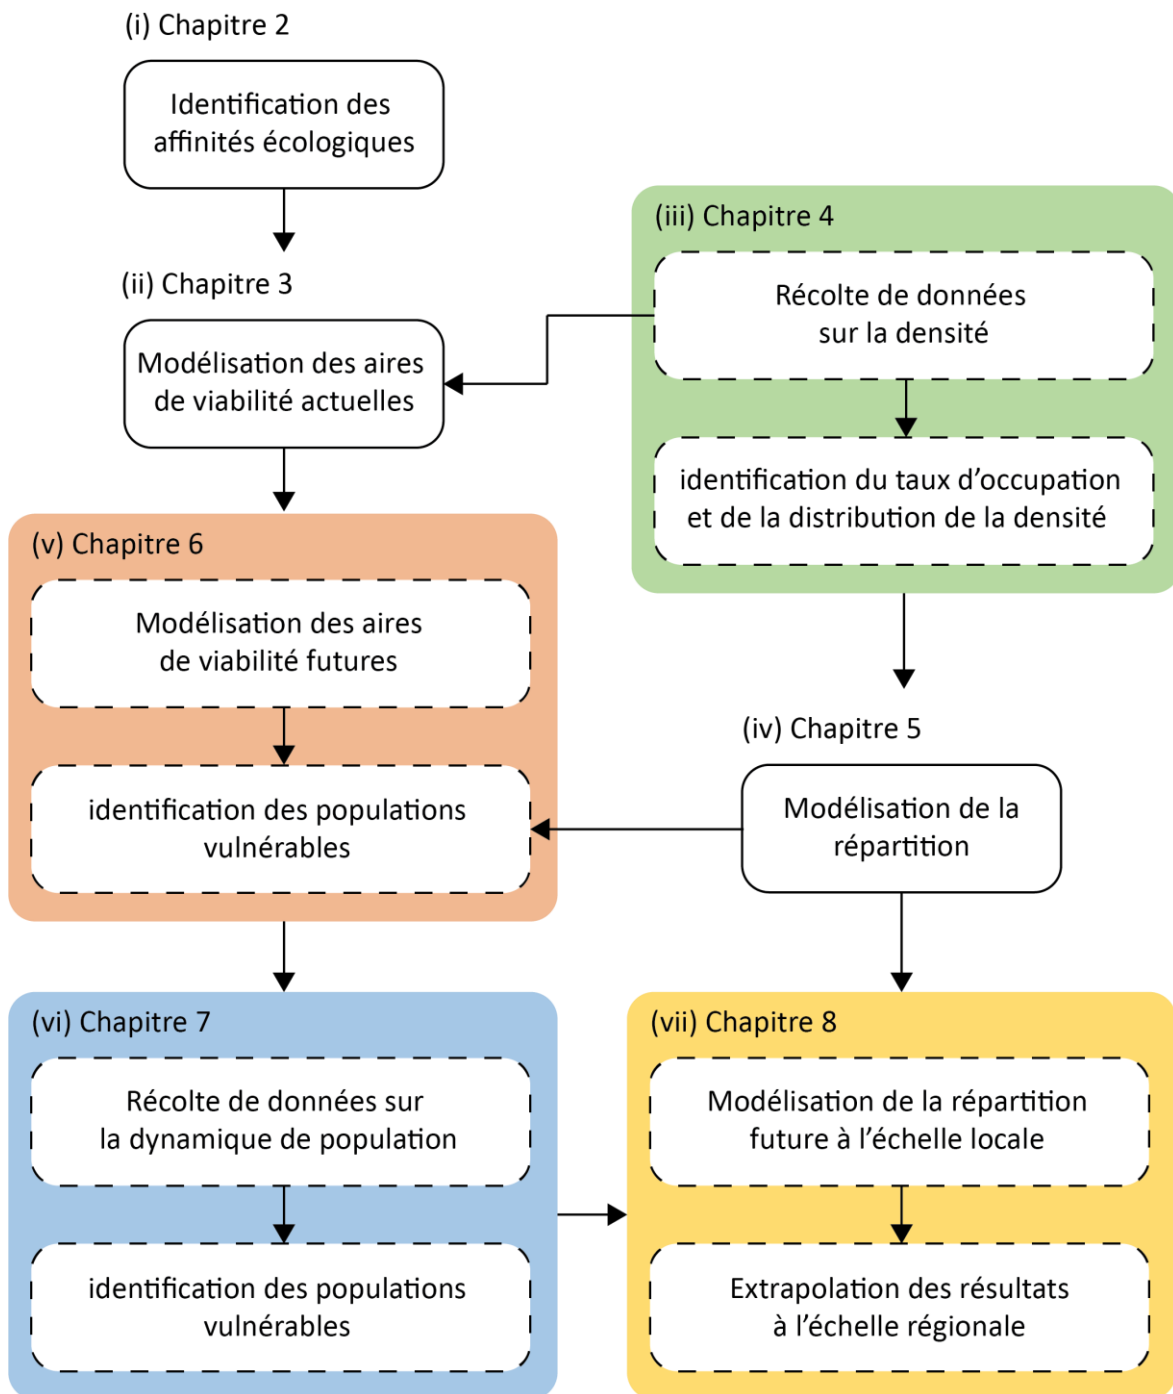 (i) Chapitre 2
Identification des
affinités écologiques
(ii) Chapitre 3
Modélisation des aires
de viabilité actuelles
(iii) Chapitre 4
Récolte de données
sur la densité
identification du taux d’occupation
et de la distribution de la densité
(v) Chapitre 6
Modélisation des aires
de viabilité futures
identification des populations
vulnérables
(iv) Chapitre 5
Modélisation de la
répartition
(vi) Chapitre 7
Récolte de données sur
la dynamique de population
identification des populations
vulnérables
(vii) Chapitre 8
Modélisation de la répartition
future à l’échelle locale
Extrapolation des résultats
à l’échelle régionale